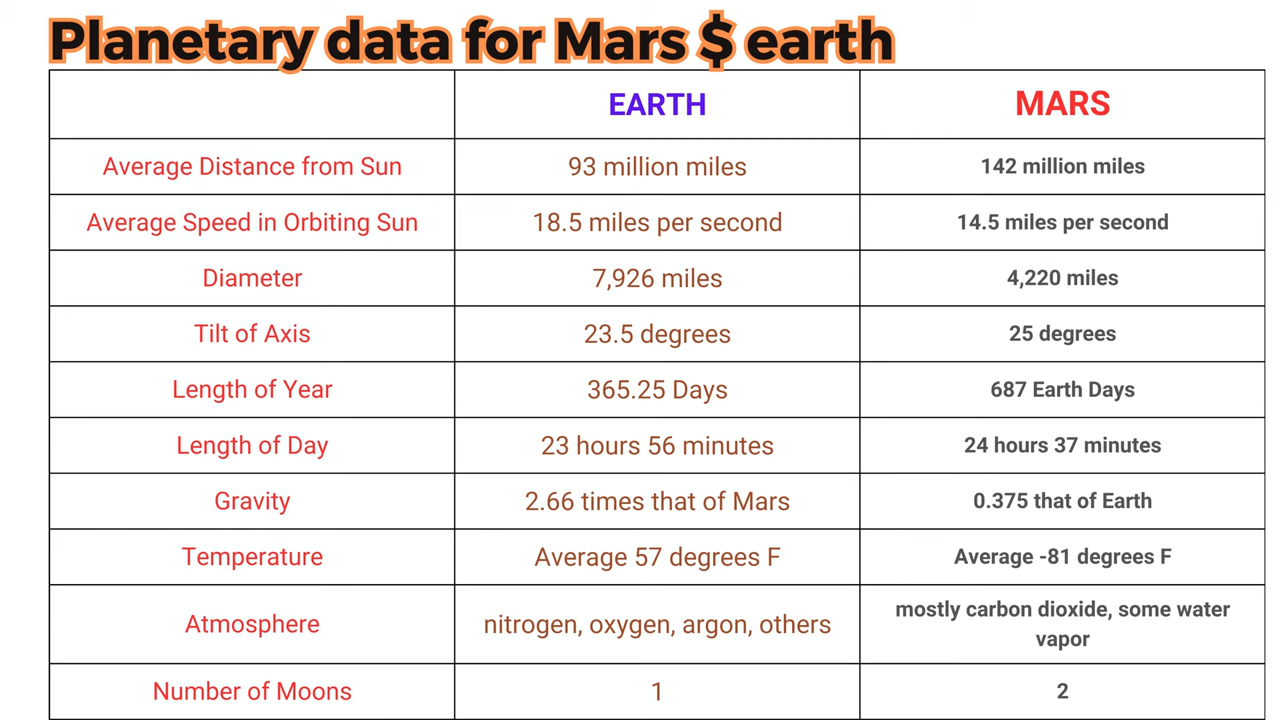 Planetary data for Mars $ earth
EARTH MARS
Average Distance from Sun 93 million miles 142 million miles
Average Speed in Orbiting Sun 18.5 miles per second 14.5 miles per second
Diameter 7,926 miles 4,220 miles
Tilt of Axis 23.5 degrees 25 degrees
Length of Year 365.25 Days 687 Earth Days
Length of Day 23 hours 56 minutes 24 hours 37 minutes
Gravity 2.66 times that of Mars 0.375 that of Earth
Temperature Average 57 degrees F Average -81 degrees F
Atmosphere nitrogen, oxygen, argon, others mostly carbon dioxide, some water
vapor
Number of Moons 1 2